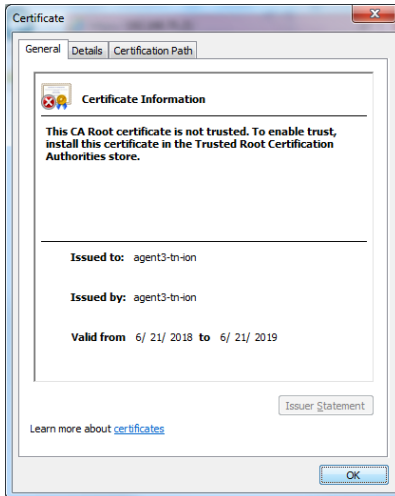 Certificate
General Details Certification Path
Certificate Information
This CA Root certificate is not trusted. To enable trust,
install this certificate in the Trusted Root Certification
Authorities store.
Issued to: agent3-tn-ion
Issued by: agent3-tn-ion
Valid from 6/ 21/ 2018 to 6/ 21/ 2019
Issuer Statement
Learn more about certificates
OK